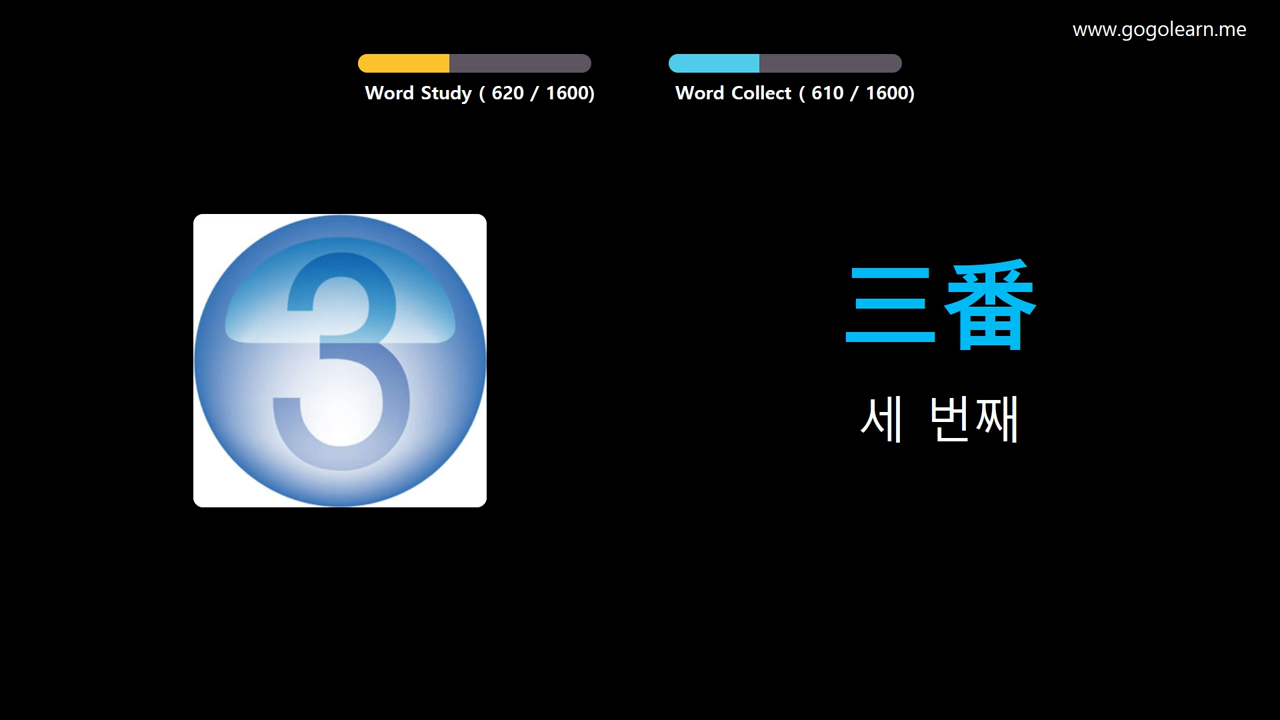 www.gogolearn.me
Word Study ( 620 / 1600)
Word Collect ( 610 / 1600)
3
三番
세 번째